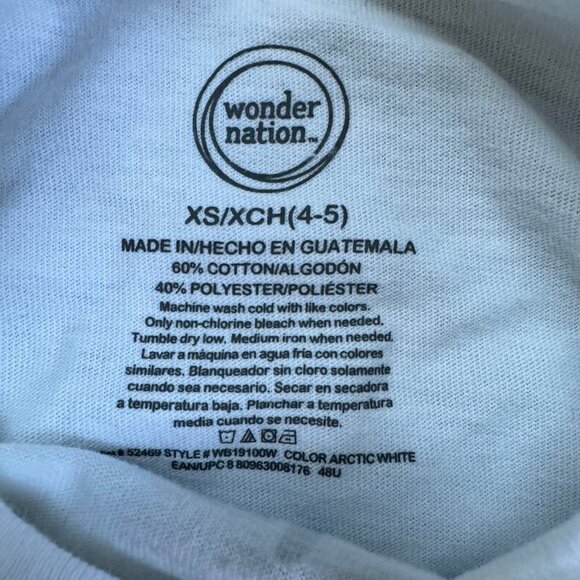 wonder
nation™
XS/XCH(4-5)
MADE IN/HECHO EN GUATEMALA
60% COTTON/ALGODÓN
40% POLYESTER/POLIÉSTER
Machine wash cold with like colors.
Only non-chlorine bleach when needed.
Tumble dry low. Medium iron when needed.
Lavar a máquina en agua fría con colores
similares. Blanqueador sin cloro solamente
cuando sea necesario. Secar en secadora
a temperatura baja. Planchar a temperatura
media cuando se necesite.
# 52469 STYLE # WB19100W COLOR ARCTIC WHITE
EAN/UPC 8 80963008176 48U